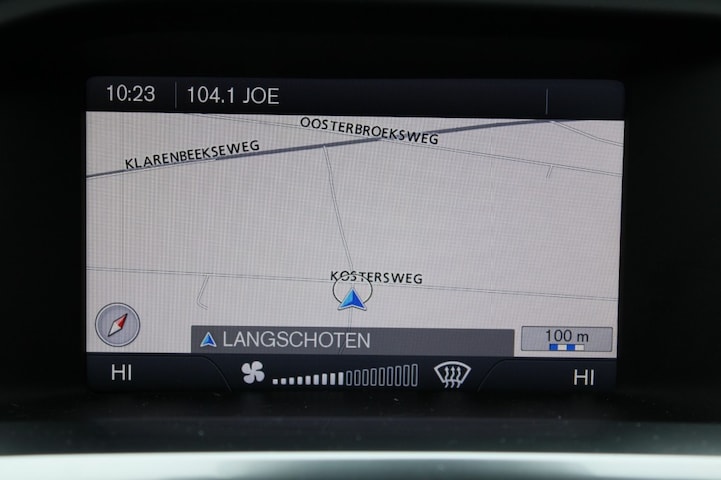 10:23 104.1 JOE
OOSTERBROEKSWEG
KLARENBEEKSEWEG
KOSTERSWEG
LANGSCHOTEN
100 m
HI HI